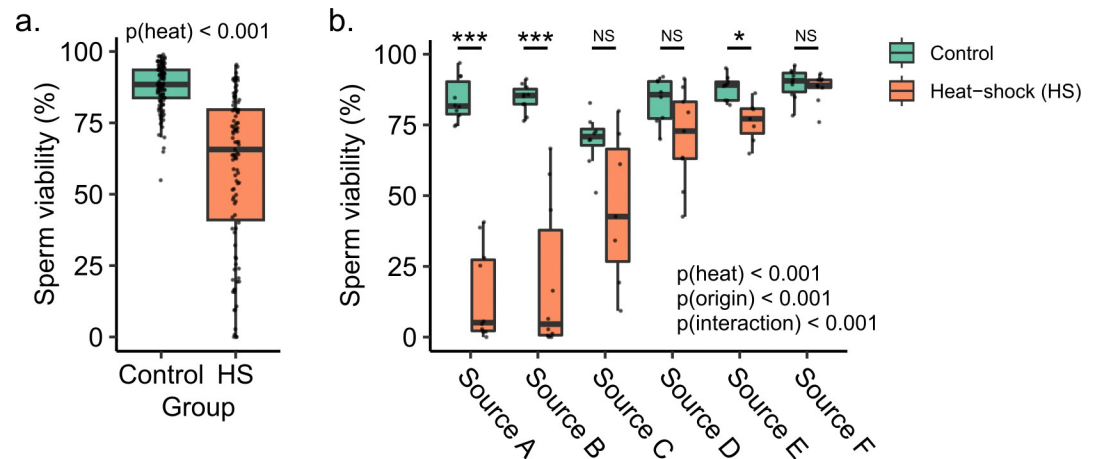 a.
p(heat) < 0.001
100
75
50
25
0
Sperm viability (%)
Control HS
Group
b.
*** *** NS NS * NS
100
75
50
25
0
Sperm viability (%)
p(heat) < 0.001
p(origin) < 0.001
p(interaction) < 0.001
Source A
Source B
Source C
Source D
Source E
Source F
Control
Heat−shock (HS)